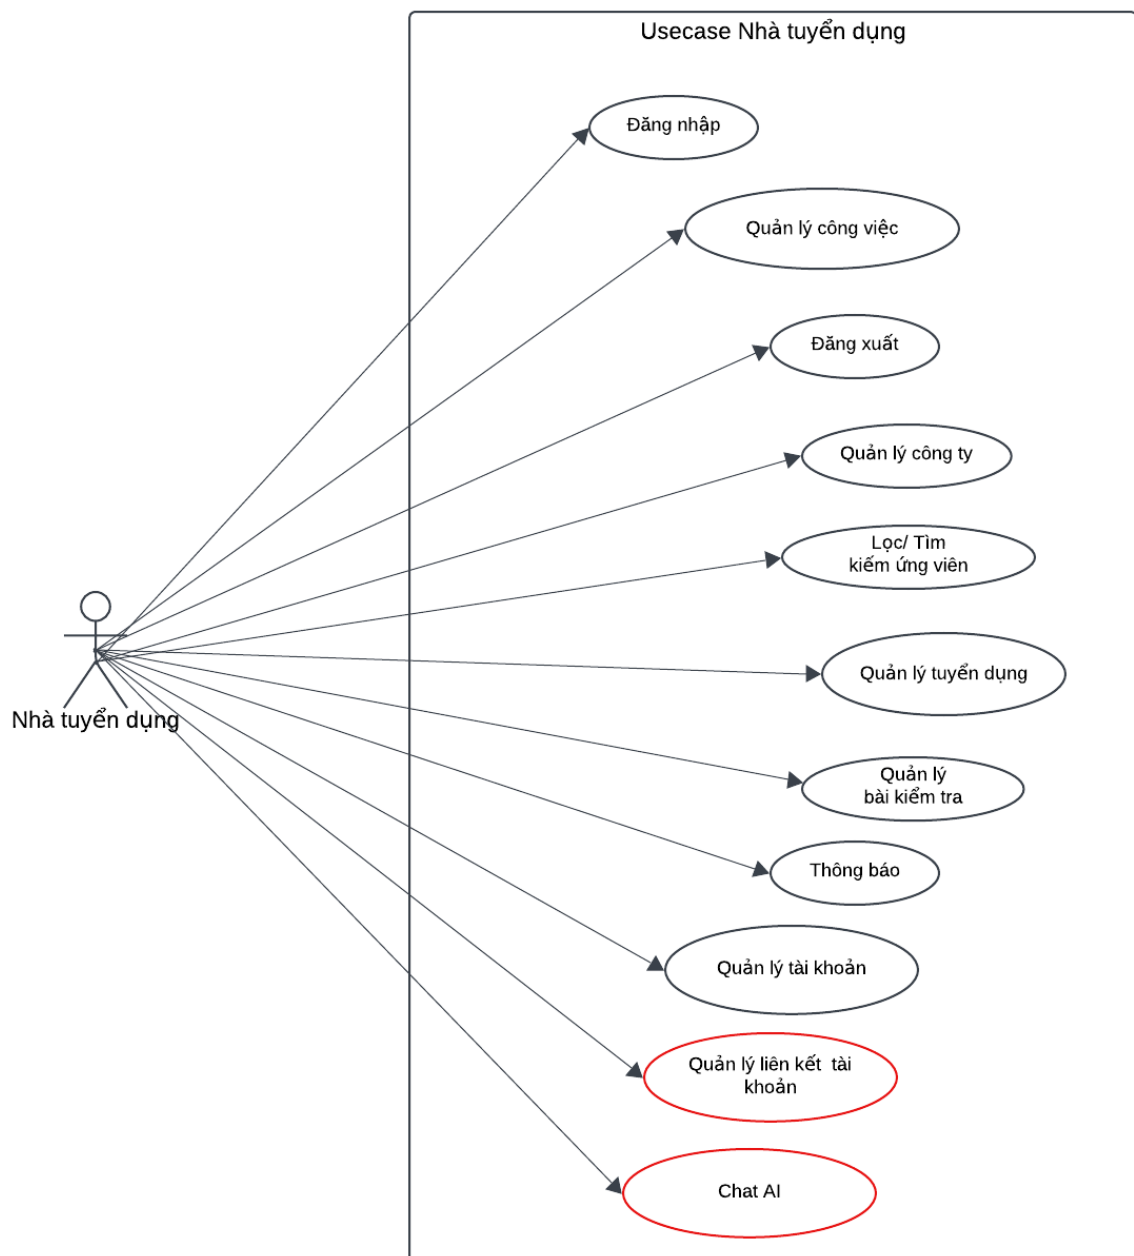 Usecase Nhà tuyển dụng
Đăng nhập
Quản lý công việc
Đăng xuất
Quản lý công ty
Lọc/ Tìm
kiếm ứng viên
Quản lý tuyển dụng
Nhà tuyển dụng
Quản lý
bài kiểm tra
Thông báo
Quản lý tài khoản
Quản lý liên kết tài
khoản
Chat AI